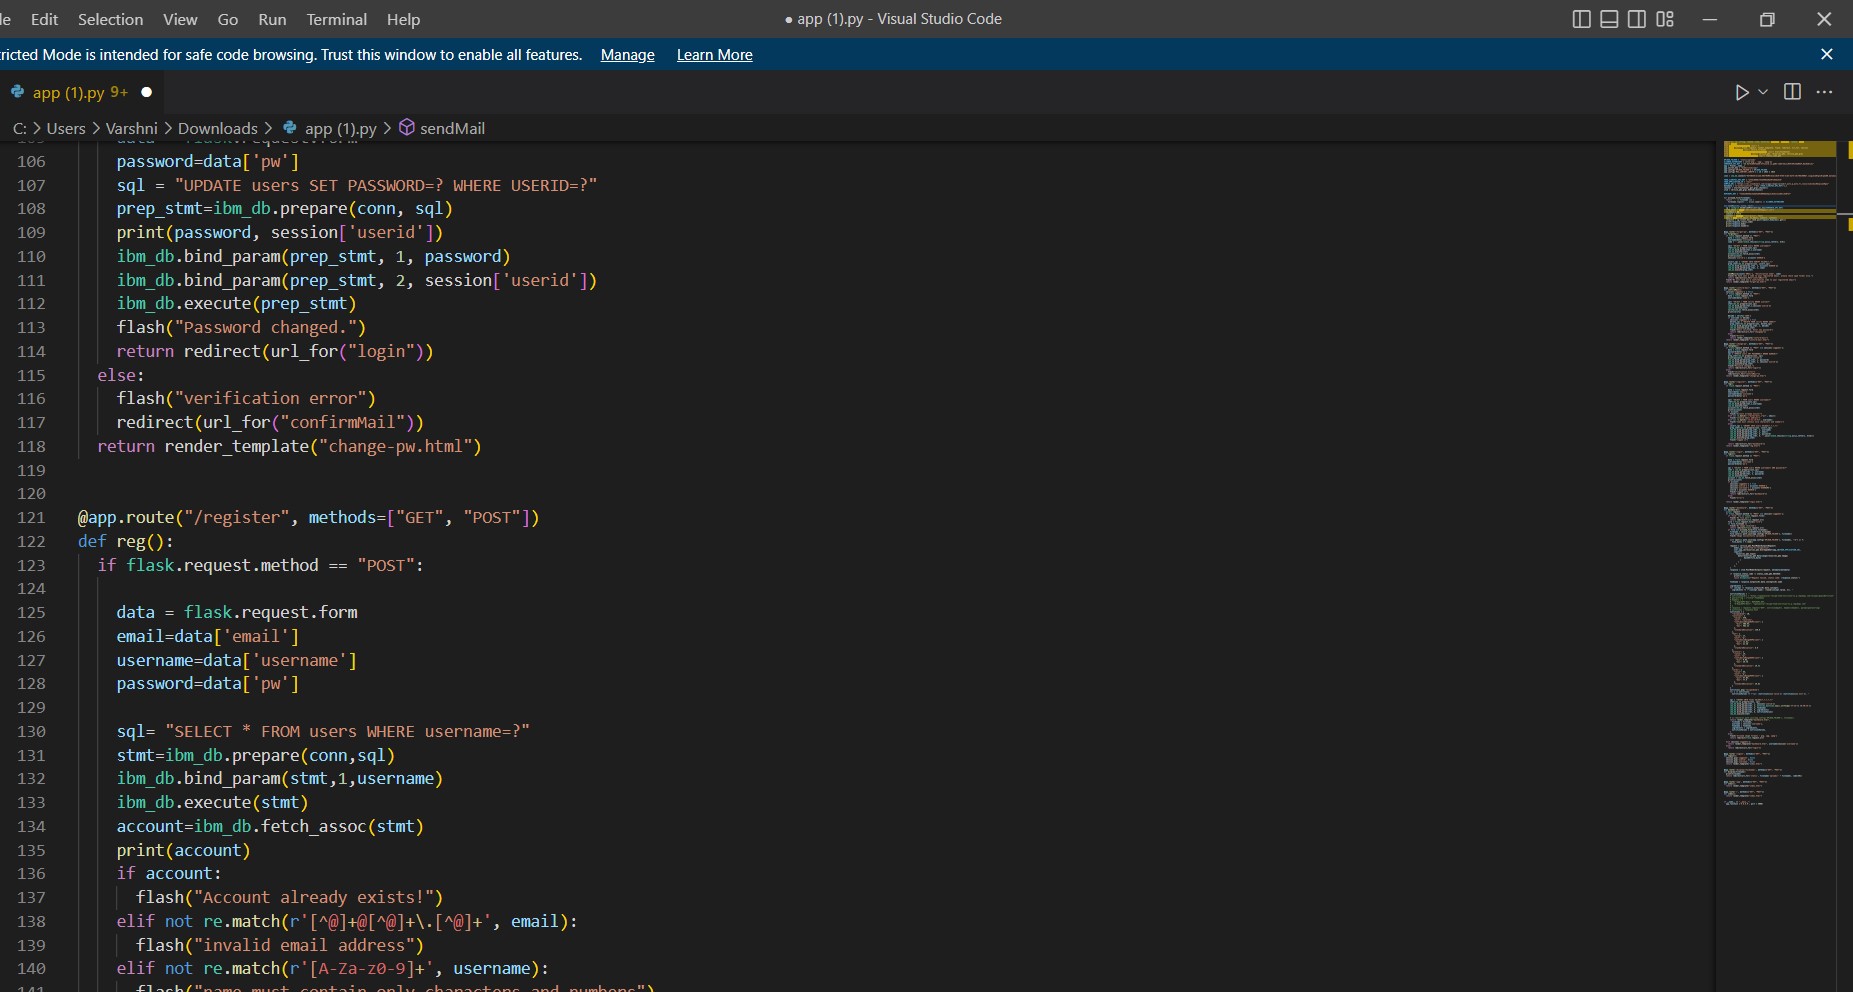 Edit Selection View Go Run Terminal Help ● app (1).py - Visual Studio Code
ricted Mode is intended for safe code browsing. Trust this window to enable all features. Manage Learn More
app (1).py 9+
C: > Users > Varshni > Downloads > app (1).py > sendMail
106 password=data['pw']
107 sql = "UPDATE users SET PASSWORD=? WHERE USERID=?"
108 prep_stmt=ibm_db.prepare(conn, sql)
109 print(password, session['userid'])
110 ibm_db.bind_param(prep_stmt, 1, password)
111 ibm_db.bind_param(prep_stmt, 2, session['userid'])
112 ibm_db.execute(prep_stmt)
113 flash("Password changed.")
114 return redirect(url_for("login"))
115 else:
116 flash("verification error")
117 redirect(url_for("confirmMail"))
118 return render_template("change-pw.html")
119
120
121 @app.route("/register", methods=["GET", "POST"])
122 def reg():
123 if flask.request.method == "POST":
124
125 data = flask.request.form
126 email=data['email']
127 username=data['username']
128 password=data['pw']
129
130 sql= "SELECT * FROM users WHERE username=?"
131 stmt=ibm_db.prepare(conn,sql)
132 ibm_db.bind_param(stmt,1,username)
133 ibm_db.execute(stmt)
134 account=ibm_db.fetch_assoc(stmt)
135 print(account)
136 if account:
137 flash("Account already exists!")
138 elif not re.match(r'[^@]+@[^@]+\.[^@]+', email):
139 flash("invalid email address")
140 elif not re.match(r'[A-Za-z0-9]+', username):
141 flash("name must contain only characters and numbers")